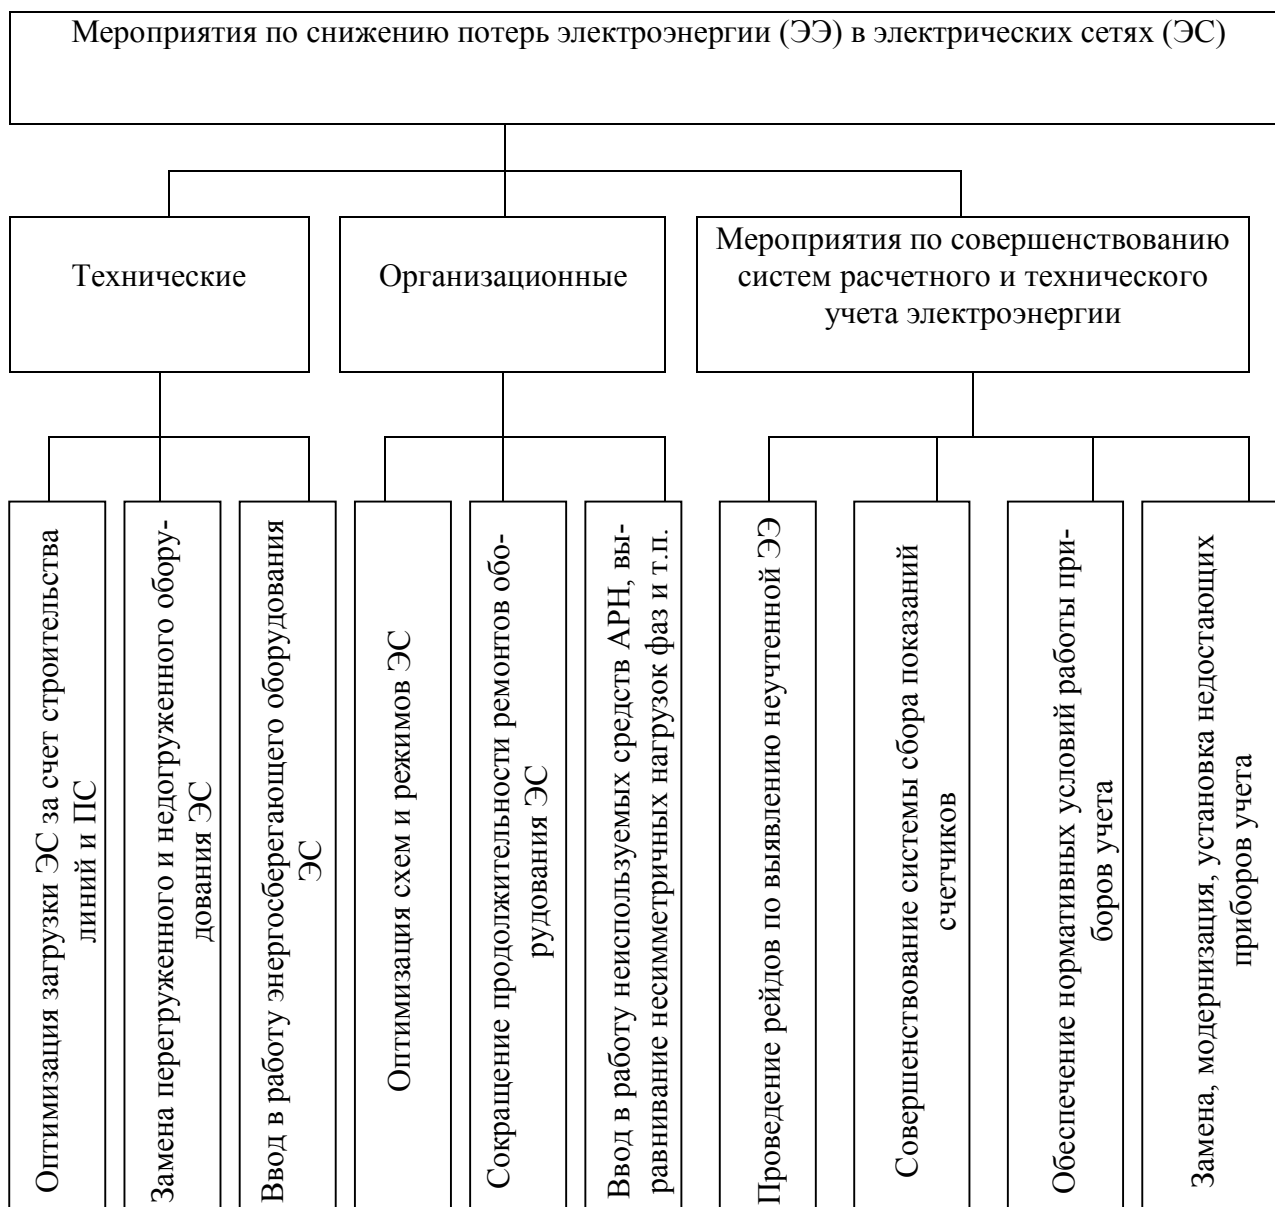 Мероприятия по снижению потерь электроэнергии (ЭЭ) в электрических сетях (ЭС)
Технические
Организационные
Мероприятия по совершенствованию
систем расчетного и технического
учета электроэнергии
Оптимизация загрузки ЭС за счет строительства
линий и ПС
Замена перегруженного и недогруженного обору-
дования ЭС
Ввод в работу энергосберегающего оборудования
ЭС
Оптимизация схем и режимов ЭС
Сокращение продолжительности ремонтов обо-
рудования ЭС
Ввод в работу неиспользуемых средств АРН, вы-
равнивание несимметричных нагрузок фаз и т.п.
Проведение рейдов по выявлению неучтенной ЭЭ
Совершенствование системы сбора показаний
счетчиков
Обеспечение нормативных условий работы при-
боров учета
Замена, модернизация, установка недостающих
приборов учета